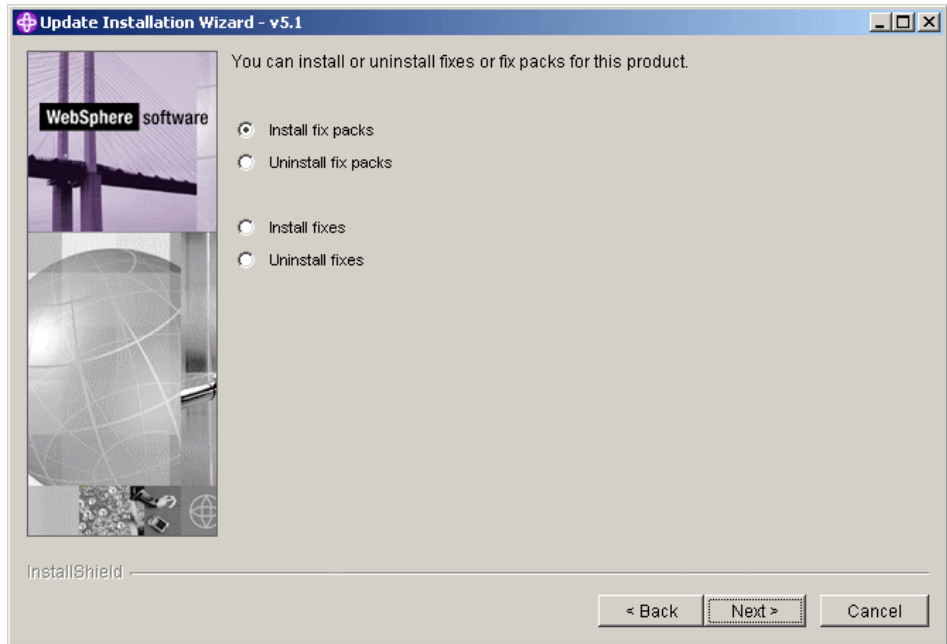 Update Installation Wizard - v5.1
You can install or uninstall fixes or fix packs for this product.
WebSphere software
Install fix packs
Uninstall fix packs
Install fixes
Uninstall fixes
InstallShield
< Back
Next >
Cancel